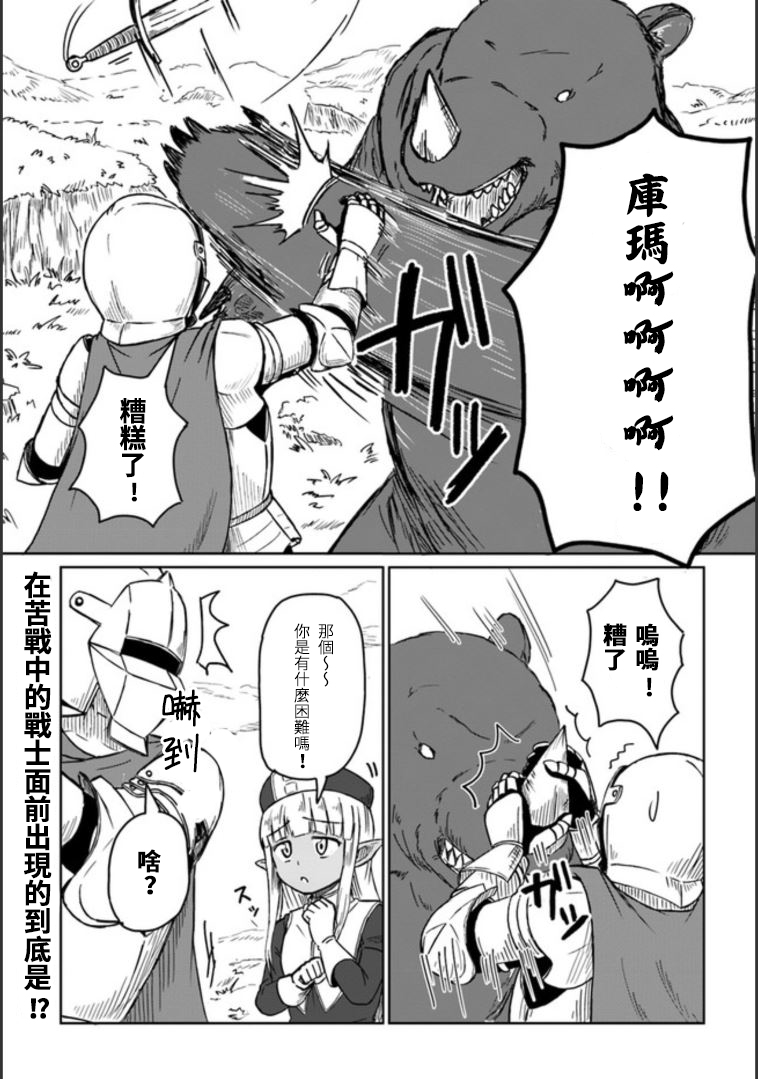 庫瑪啊啊啊啊!!
ガッ
糟糕了!
嗚嗚!
糟了
ググッ
那個~~
你是有什麼困難嗎!
スッ
嚇到
啥?
在苦戰中的戰士面前出現的到底是!?